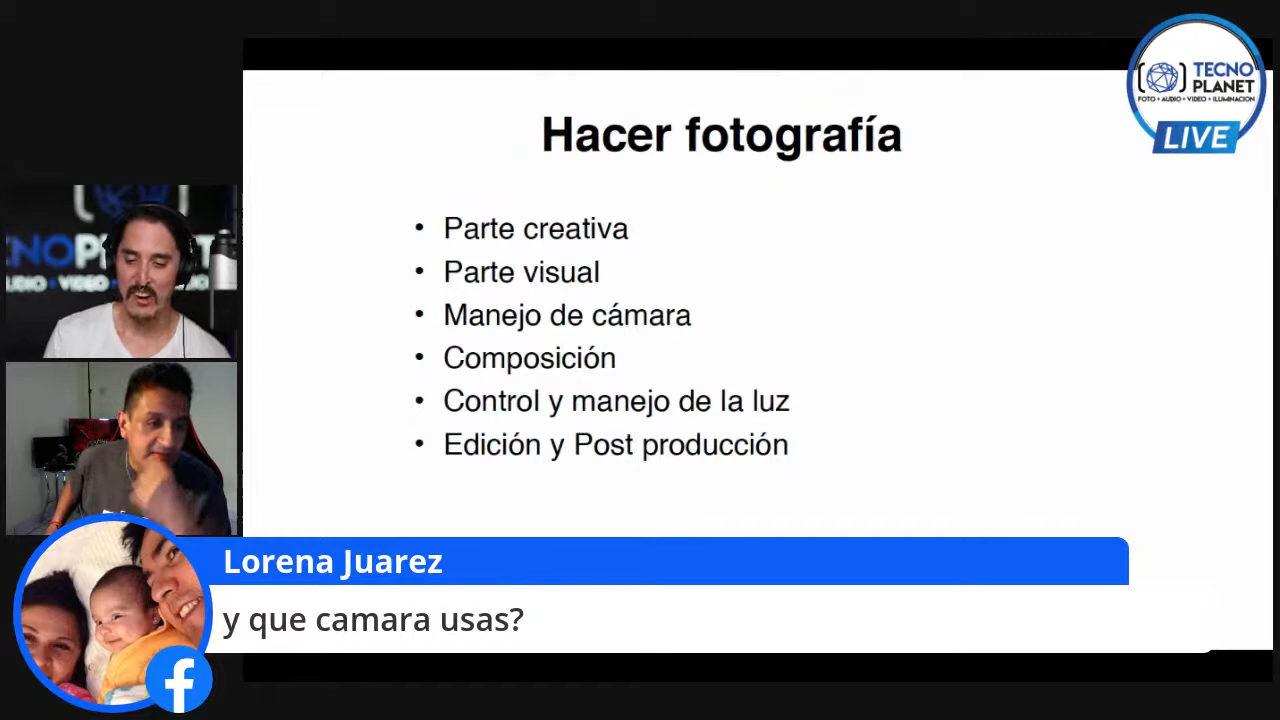 TECNO
PLANET
FOTO • AUDIO • VIDEO • ILUMINACION
LIVE
Hacer fotografía
• Parte creativa
• Parte visual
• Manejo de cámara
• Composición
• Control y manejo de la luz
• Edición y Post producción
Lorena Juarez
y que camara usas?